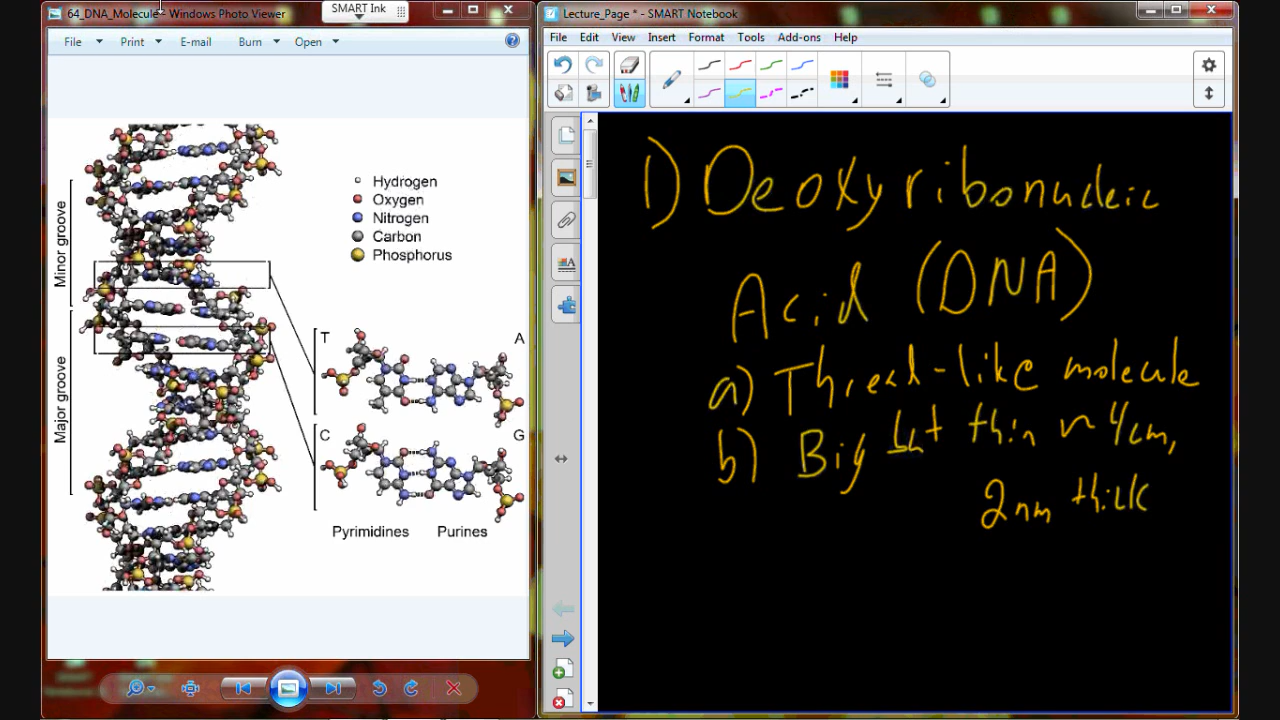 64_DNA_Molecule - Windows Photo Viewer
SMART Ink
File Print E-mail Burn Open
Minor groove
Major groove
Hydrogen
Oxygen
Nitrogen
Carbon
Phosphorus
T A
C G
Pyrimidines Purines
Lecture_Page * - SMART Notebook
File Edit View Insert Format Tools Add-ons Help
1) Deoxyribonucleic
Acid (DNA)
a) Thread-like molecule
b) Big but thin ~ 4cm,
2nm thick